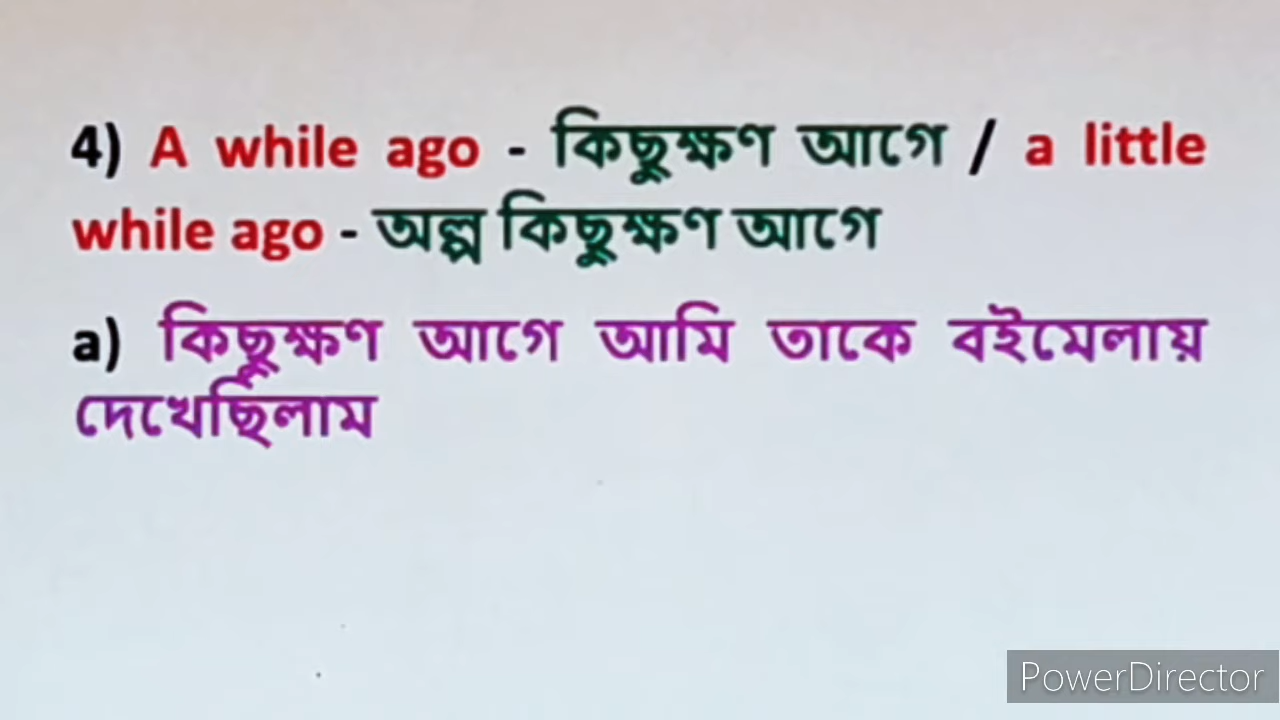 4) A while ago - কিছুক্ষণ আগে / a little
while ago - অল্প কিছুক্ষণ আগে
a) কিছুক্ষণ আগে আমি তাকে বইমেলায়
দেখেছিলাম
PowerDirector